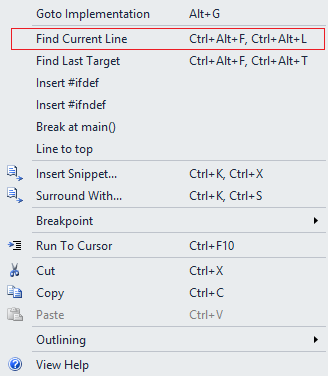 Goto Implementation Alt+G
Find Current Line Ctrl+Alt+F, Ctrl+Alt+L
Find Last Target Ctrl+Alt+F, Ctrl+Alt+T
Insert #ifdef
Insert #ifndef
Break at main()
Line to top
Insert Snippet... Ctrl+K, Ctrl+X
Surround With... Ctrl+K, Ctrl+S
Breakpoint
Run To Cursor Ctrl+F10
Cut Ctrl+X
Copy Ctrl+C
Paste Ctrl+V
Outlining
View Help